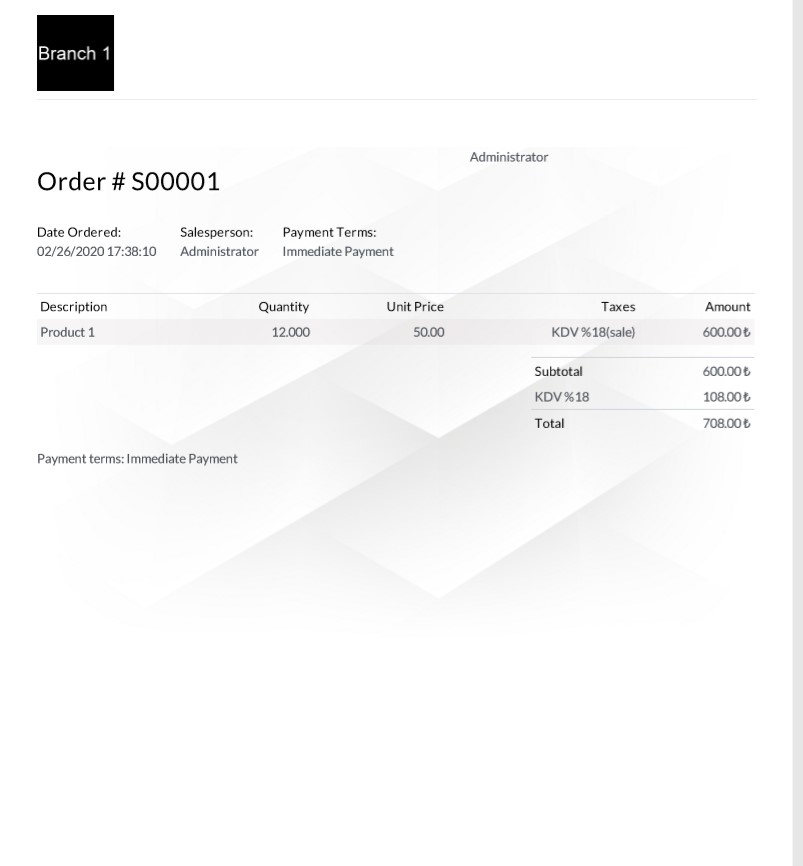 Branch 1
Administrator
Order # S00001
Date Ordered: Salesperson: Payment Terms:
02/26/2020 17:38:10 Administrator Immediate Payment
Description Quantity Unit Price Taxes Amount
Product 1 12.000 50.00 KDV %18(sale) 600.00 ₺
Subtotal 600.00 ₺
KDV %18 108.00 ₺
Total 708.00 ₺
Payment terms: Immediate Payment